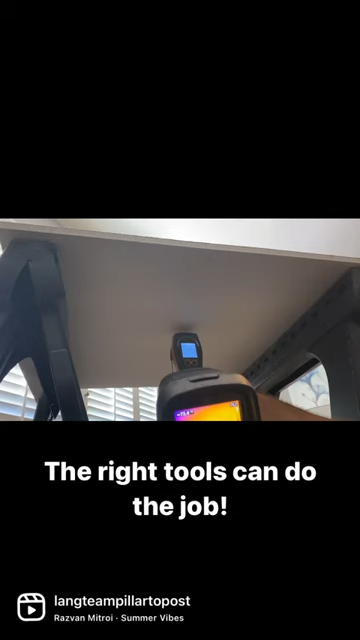 The right tools can do
the job!
langteampillartopost
Razvan Mitroi · Summer Vibes